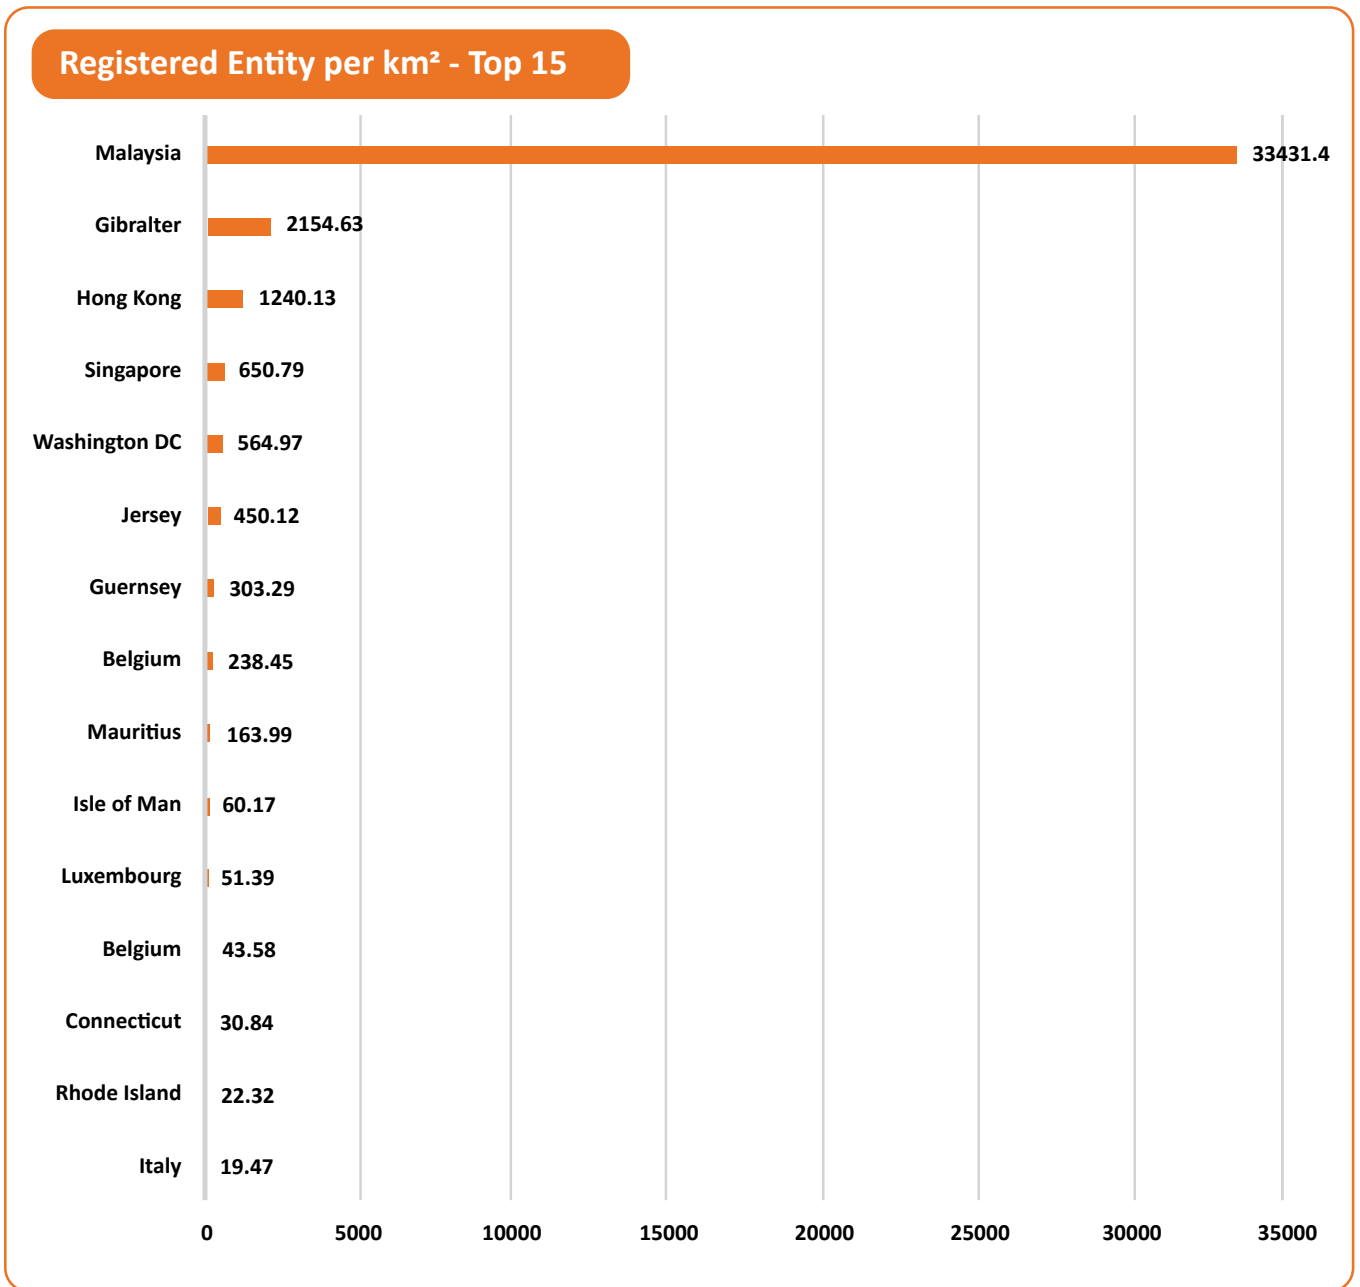 Registered Entity per km² - Top 15
Malaysia 33431.4
Gibralter 2154.63
Hong Kong 1240.13
Singapore 650.79
Washington DC 564.97
Jersey 450.12
Guernsey 303.29
Belgium 238.45
Mauritius 163.99
Isle of Man 60.17
Luxembourg 51.39
Belgium 43.58
Connecticut 30.84
Rhode Island 22.32
Italy 19.47
0 5000 10000 15000 20000 25000 30000 35000